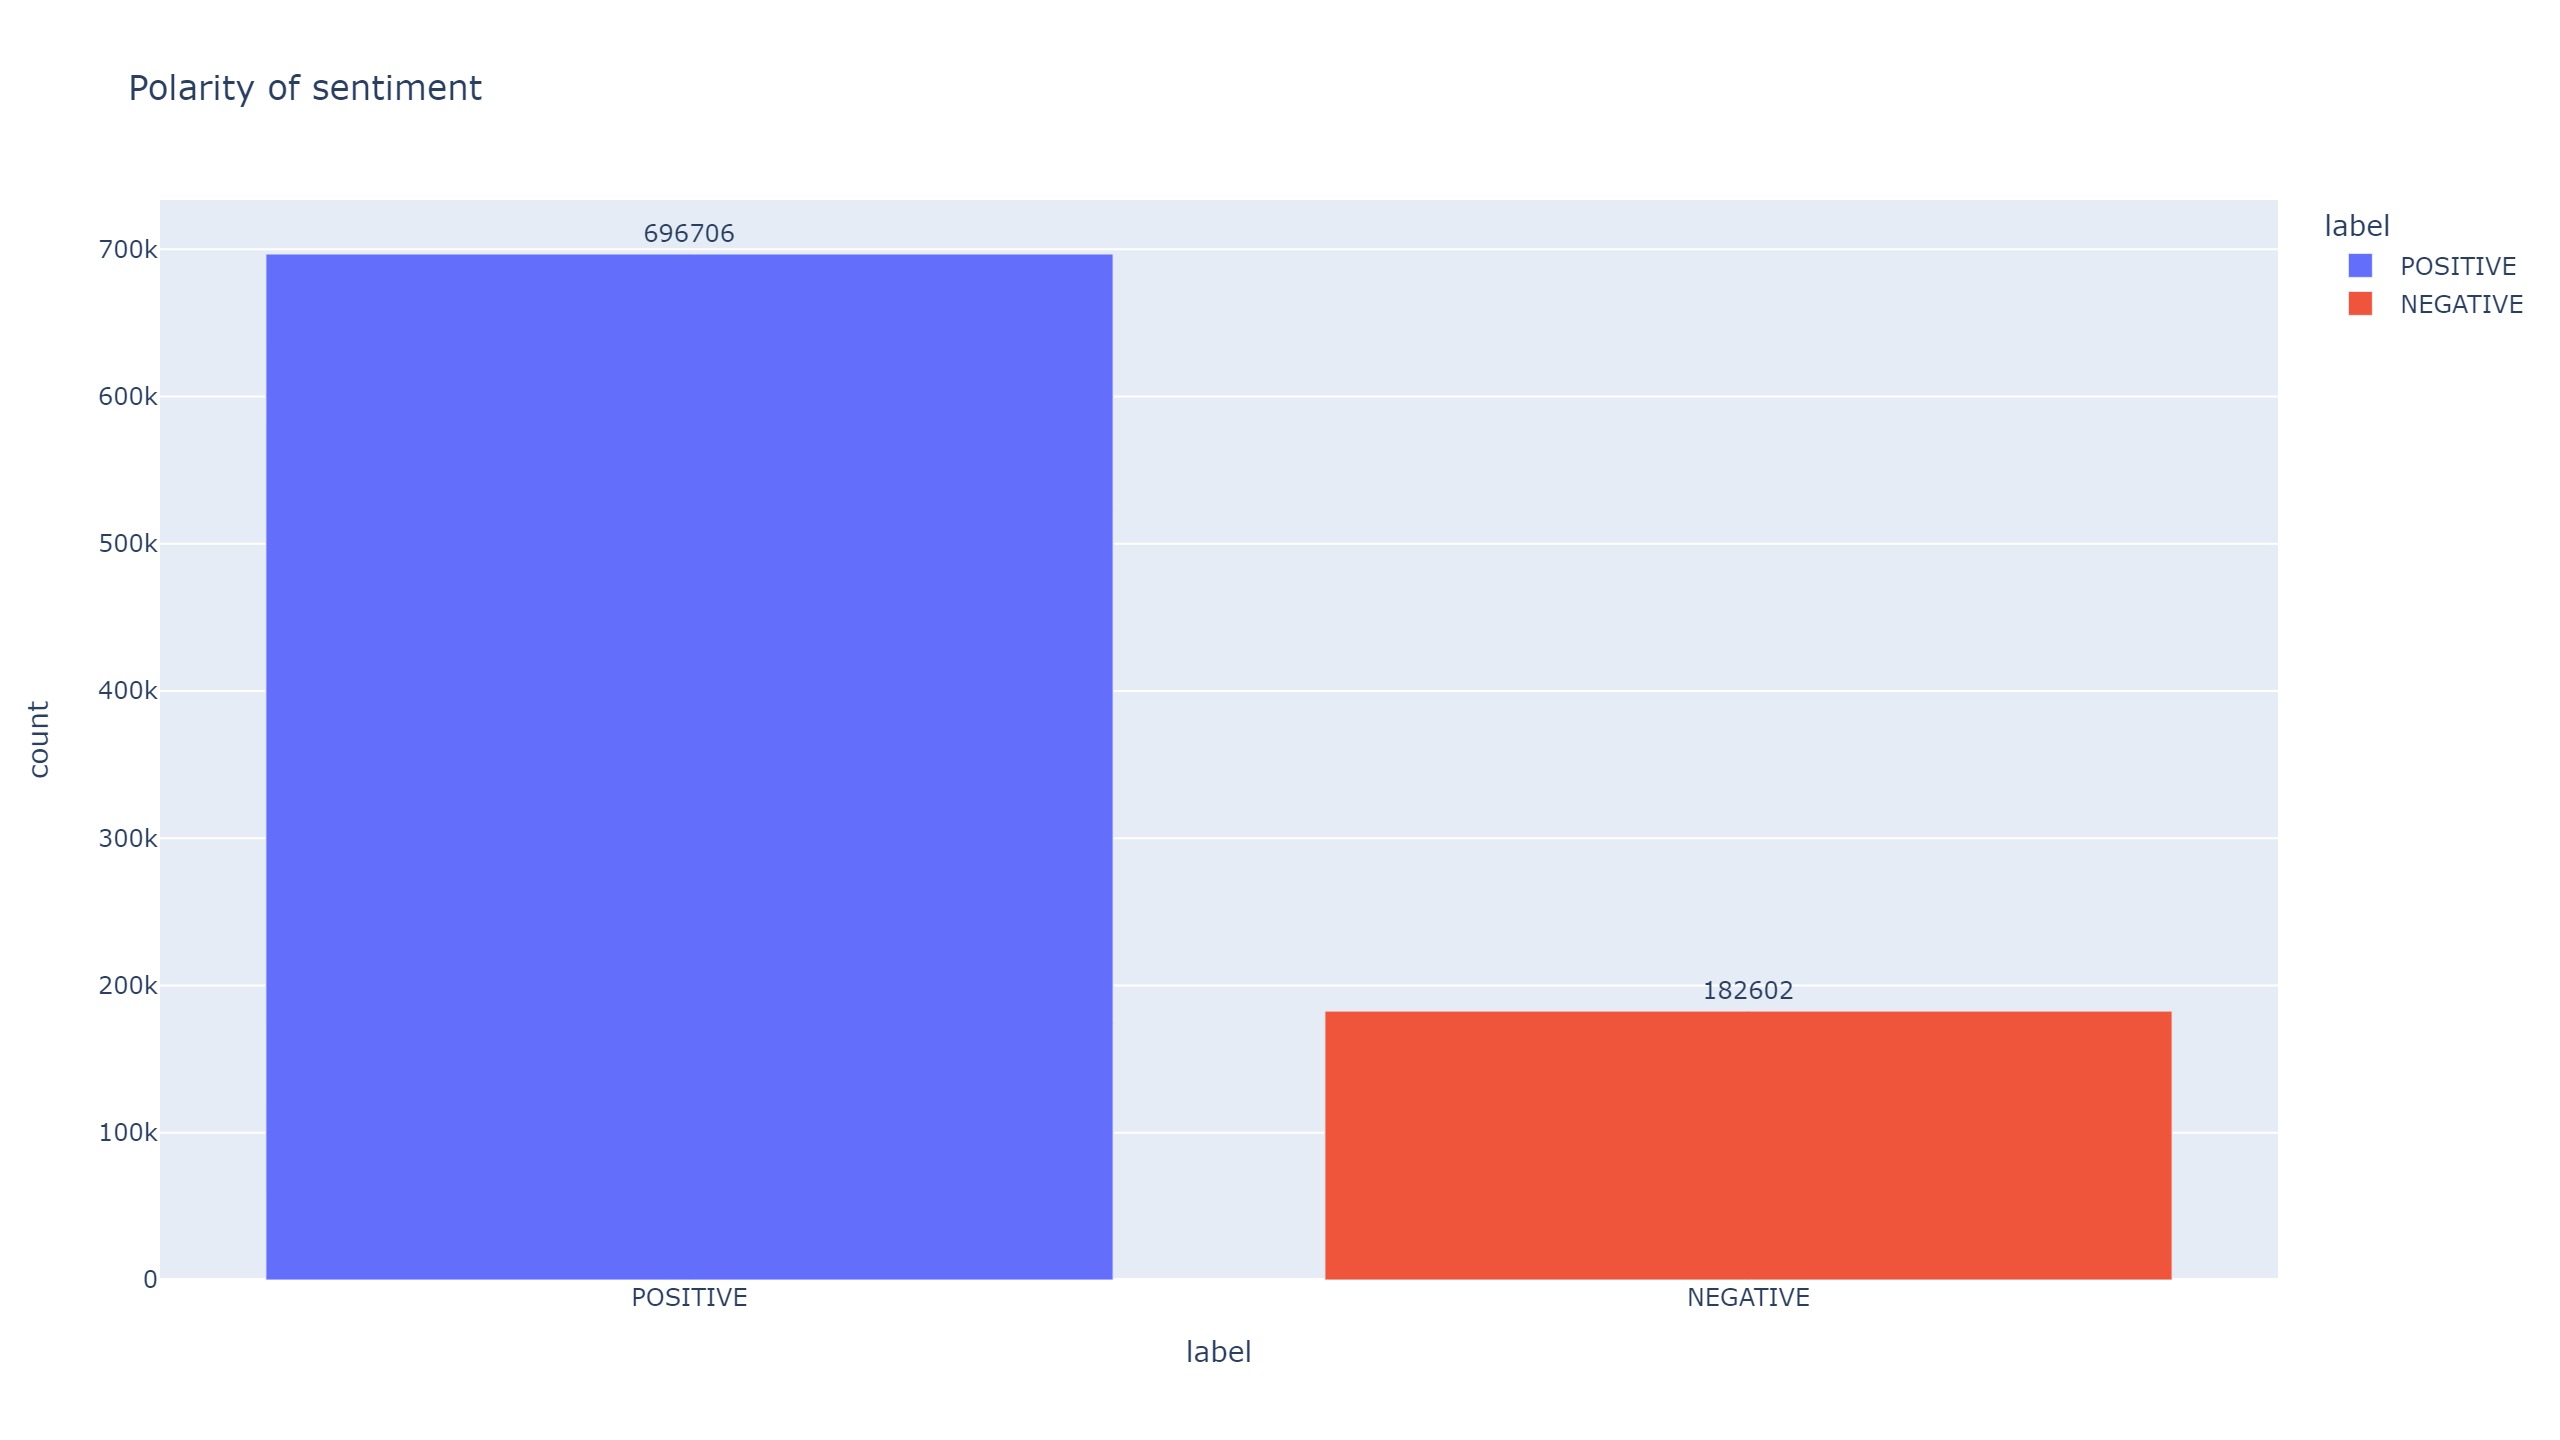 Polarity of sentiment
label
POSITIVE
NEGATIVE
696706
182602
700k
600k
500k
400k
300k
200k
100k
0
count
POSITIVE
NEGATIVE
label